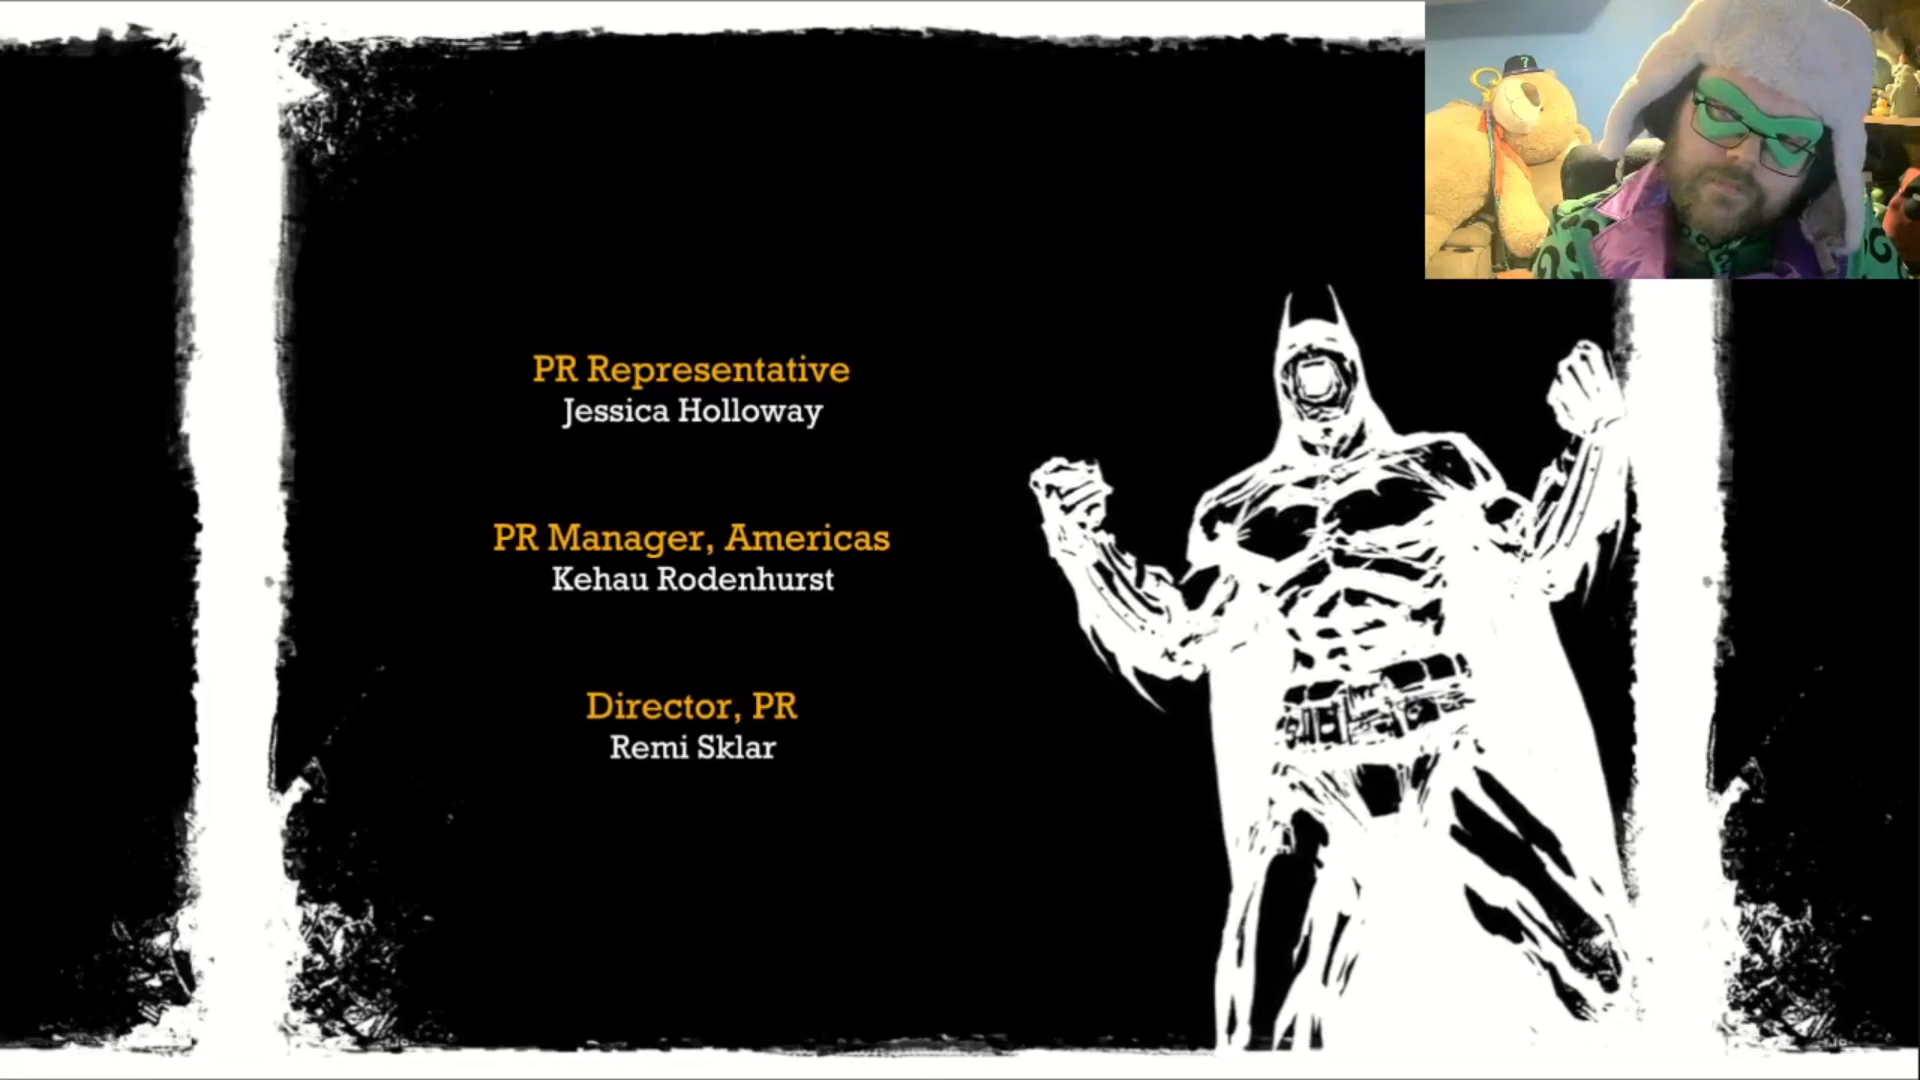 PR Representative
Jessica Holloway
PR Manager, Americas
Kehau Rodenhurst
Director, PR
Remi Sklar
?